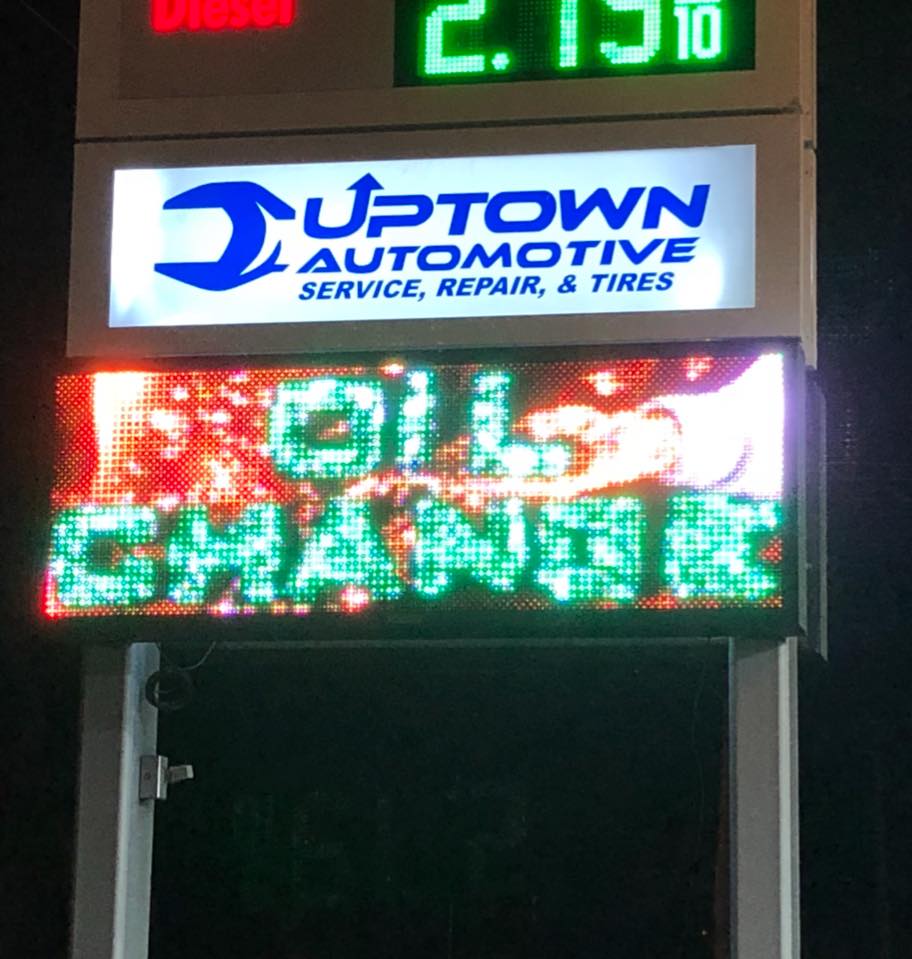 Diesel
2.19 10
UPTOWN
AUTOMOTIVE
SERVICE, REPAIR, & TIRES
OIL
CHANGE